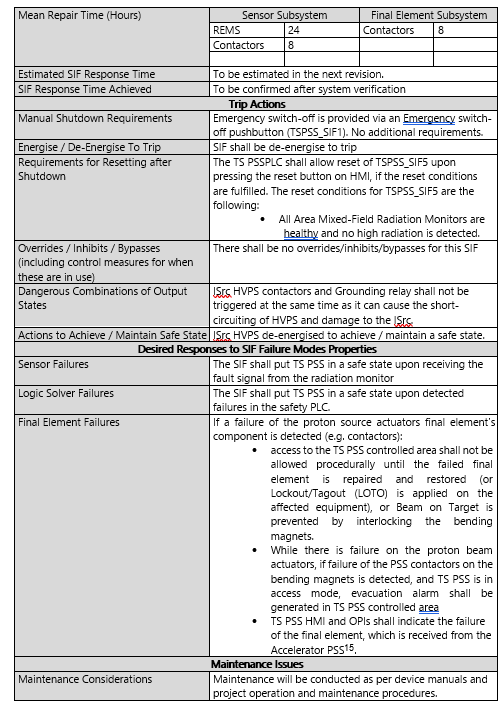 Mean Repair Time (Hours) Sensor Subsystem Final Element Subsystem
REMS 24 Contactors 8
Contactors 8
Estimated SIF Response Time To be estimated in the next revision.
SIF Response Time Achieved To be confirmed after system verification
Trip Actions
Manual Shutdown Requirements Emergency switch-off is provided via an Emergency switch-
off pushbutton (TSPSS_SIF1). No additional requirements.
Energise / De-Energise To Trip SIF shall be de-energise to trip
Requirements for Resetting after The TS PSSPLC shall allow reset of TSPSS_SIF5 upon
Shutdown pressing the reset button on HMI, if the reset conditions
are fulfilled. The reset conditions for TSPSS_SIF5 are the
following:
• All Area Mixed-Field Radiation Monitors are
healthy and no high radiation is detected.
Overrides / Inhibits / Bypasses There shall be no overrides/inhibits/bypasses for this SIF
(including control measures for when
these are in use)
Dangerous Combinations of Output ISrc HVPS contactors and Grounding relay shall not be
States triggered at the same time as it can cause the short-
circuiting of HVPS and damage to the ISrc.
Actions to Achieve / Maintain Safe State ISrc HVPS de-energised to achieve / maintain a safe state.
Desired Responses to SIF Failure Modes Properties
Sensor Failures The SIF shall put TS PSS in a safe state upon receiving the
fault signal from the radiation monitor
Logic Solver Failures The SIF shall put TS PSS in a safe state upon detected
failures in the safety PLC.
Final Element Failures If a failure of the proton source actuators final element's
component is detected (e.g. contactors):
• access to the TS PSS controlled area shall not be
allowed procedurally until the failed final
element is repaired and restored (or
Lockout/Tagout (LOTO) is applied on the
affected equipment), or Beam on Target is
prevented by interlocking the bending
magnets.
• While there is failure on the proton beam
actuators, if failure of the PSS contactors on the
bending magnets is detected, and TS PSS is in
access mode, evacuation alarm shall be
generated in TS PSS controlled area
• TS PSS HMI and OPIs shall indicate the failure
of the final element, which is received from the
Accelerator PSS15.
Maintenance Issues
Maintenance Considerations Maintenance will be conducted as per device manuals and
project operation and maintenance procedures.